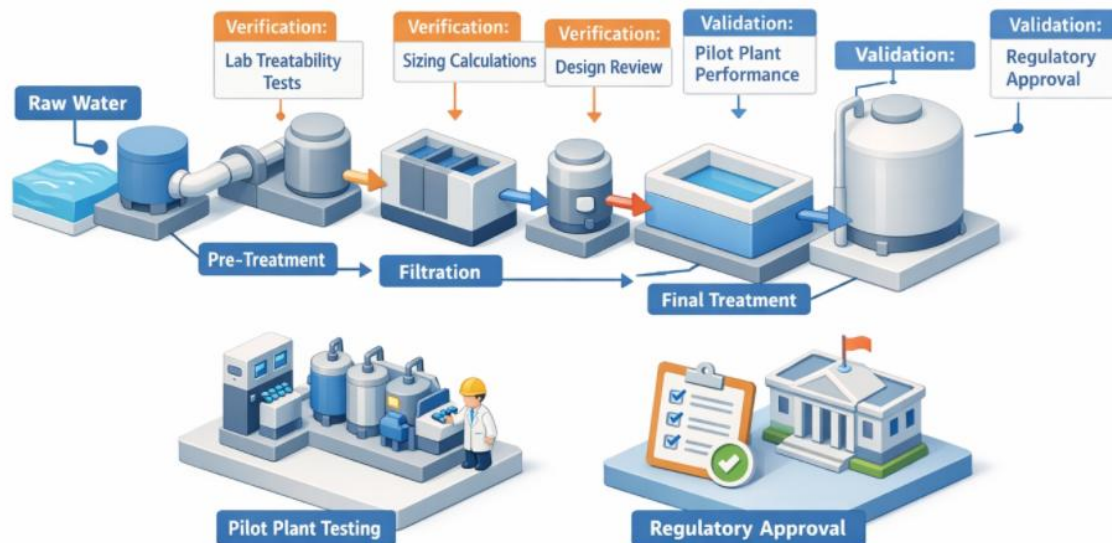 Verification:
Lab Treatability
Tests
Verification:
Sizing Calculations
Verification:
Design Review
Validation:
Pilot Plant
Performance
Validation:
Validation:
Regulatory
Approval
Raw Water
Pre-Treatment
Filtration
Final Treatment
Pilot Plant Testing
Regulatory Approval